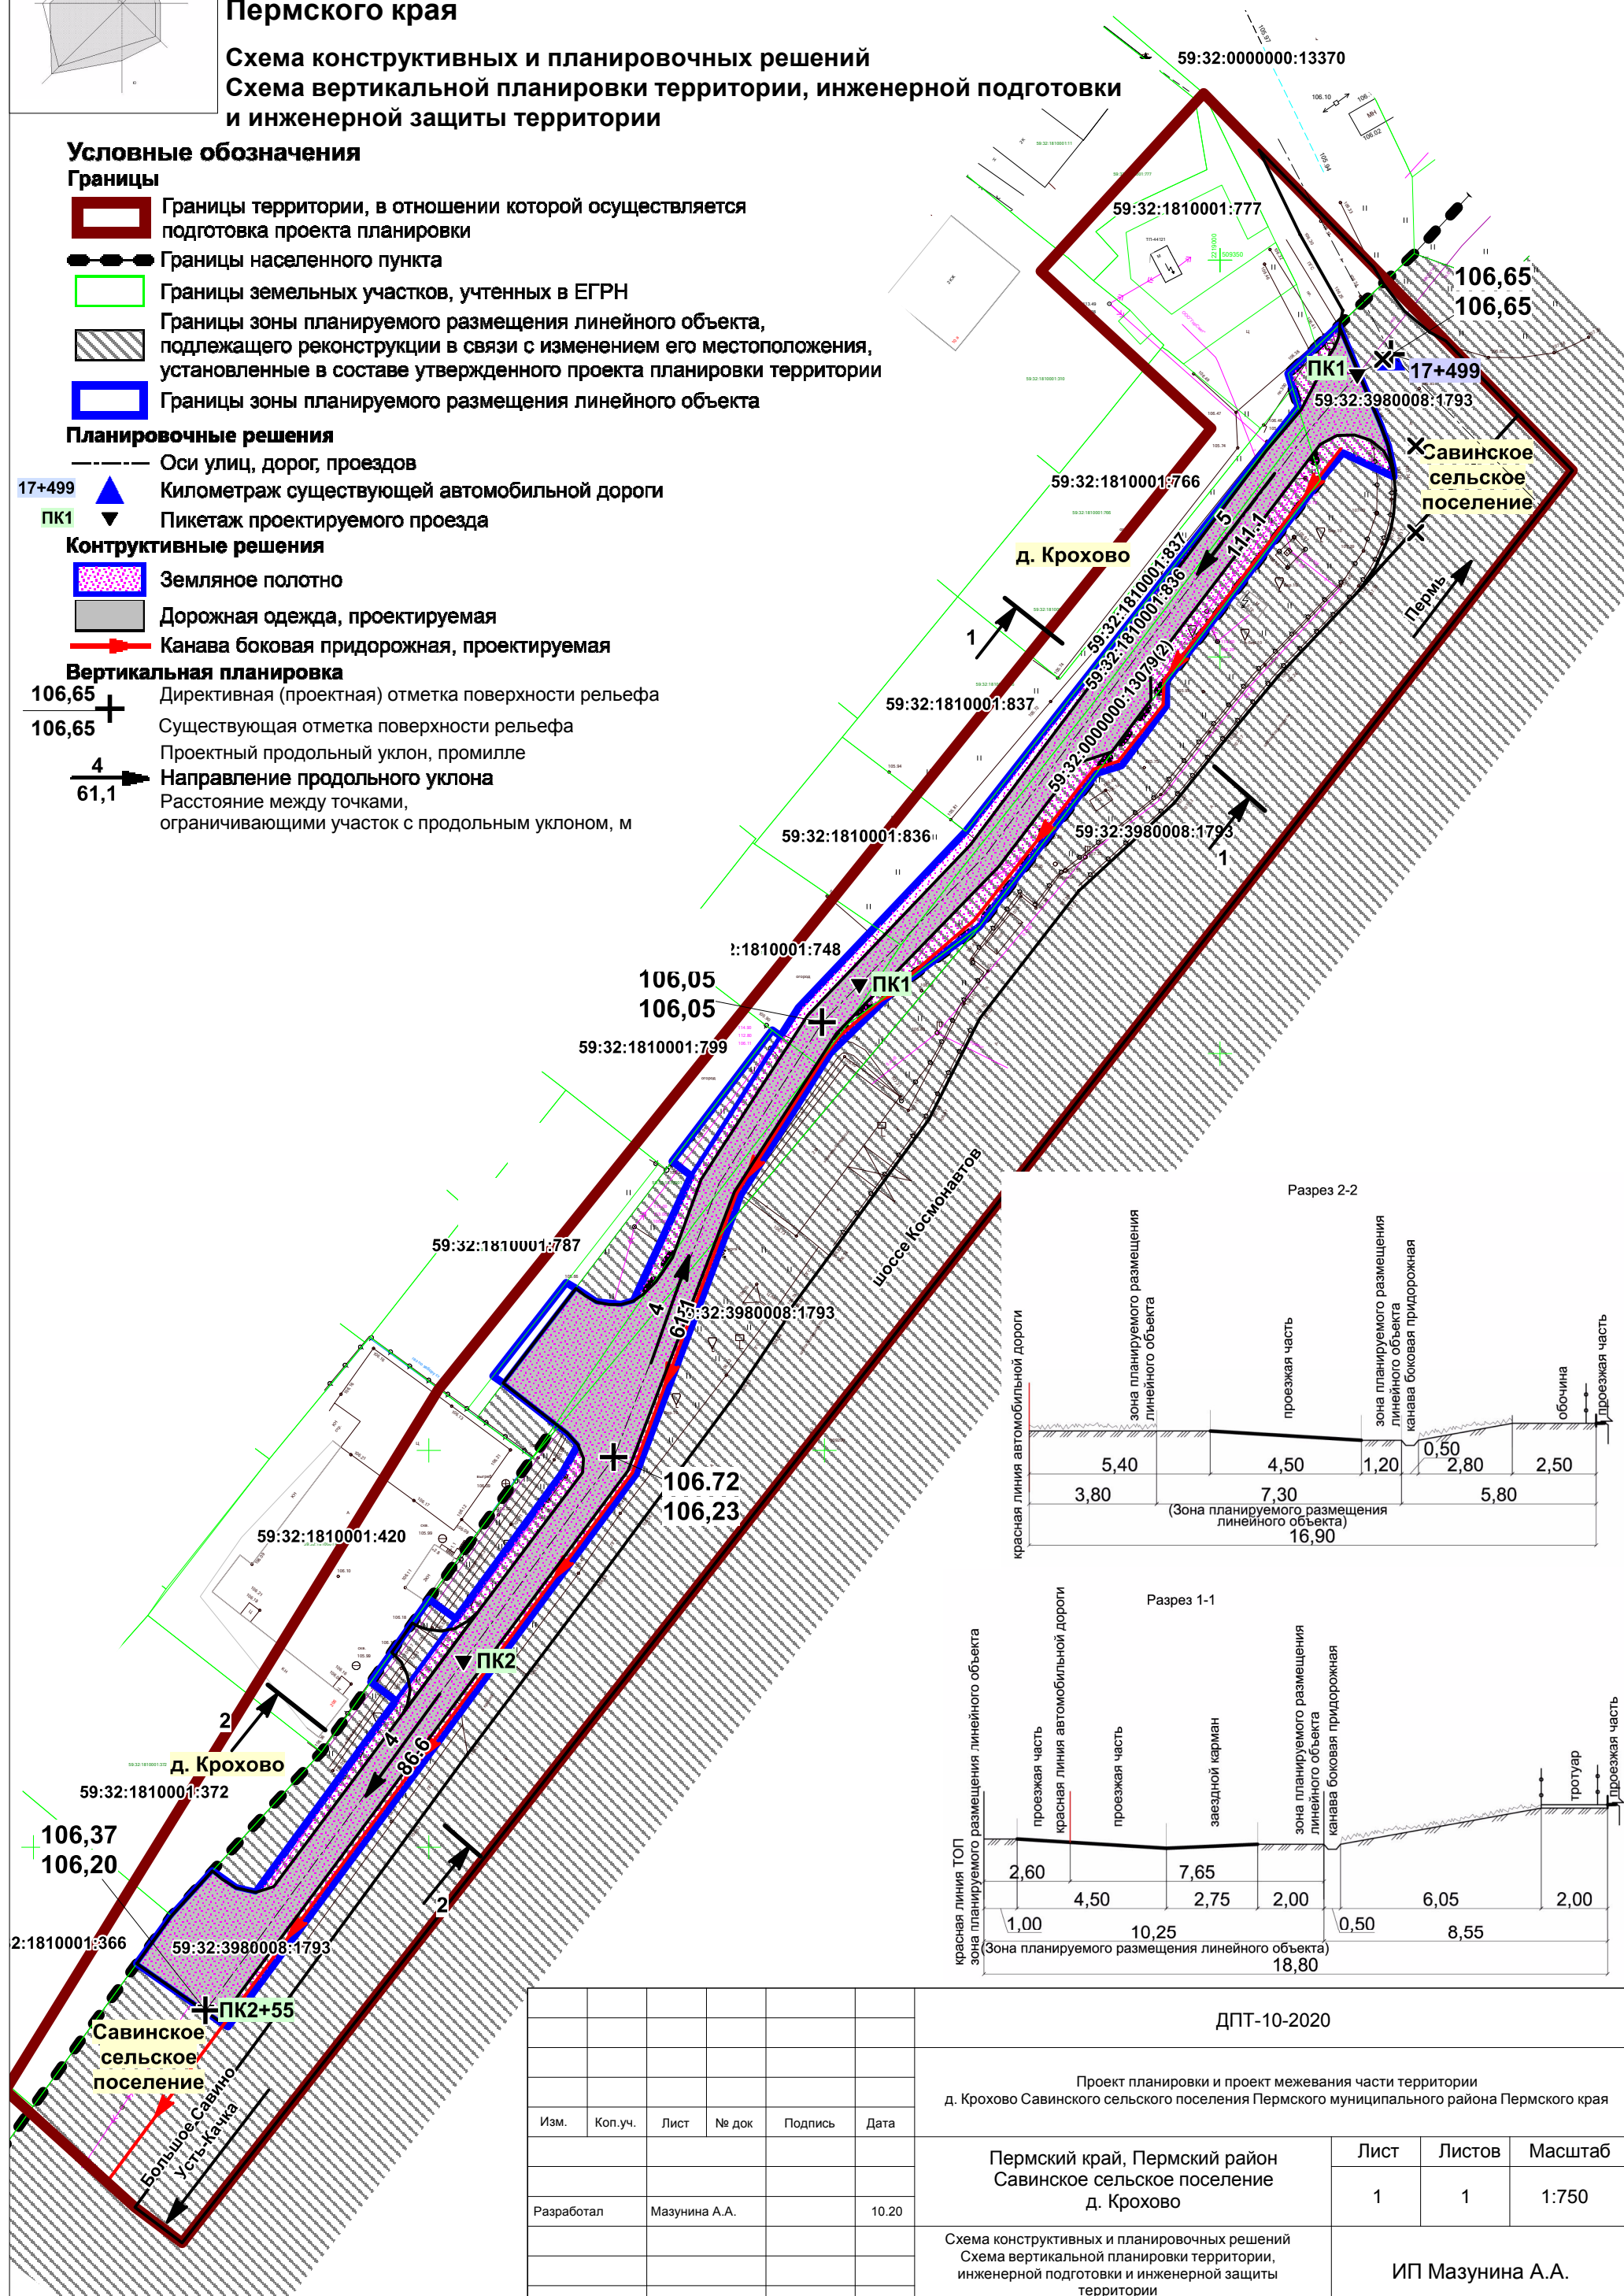 Пермского края
Схема конструктивных и планировочных решений
Схема вертикальной планировки территории, инженерной подготовки
и инженерной защиты территории
Условные обозначения
Границы
Границы территории, в отношении которой осуществляется
подготовка проекта планировки
Границы населенного пункта
Границы земельных участков, учтенных в ЕГРН
Границы зоны планируемого размещения линейного объекта,
подлежащего реконструкции в связи с изменением его местоположения,
установленные в составе утвержденного проекта планировки территории
Границы зоны планируемого размещения линейного объекта
Планировочные решения
Оси улиц, дорог, проездов
17+499
Километраж существующей автомобильной дороги
ПК1
Пикетаж проектируемого проезда
Контруктивные решения
Земляное полотно
Дорожная одежда, проектируемая
Канава боковая придорожная, проектируемая
Вертикальная планировка
106,65
Директивная (проектная) отметка поверхности рельефа
106,65
Существующая отметка поверхности рельефа
Проектный продольный уклон, промилле
4
Направление продольного уклона
61,1
Расстояние между точками,
ограничивающими участок с продольным уклоном, м
59:32:0000000:13370
59:32:1810001:777
106,65
106,65
ПК1
17+499
59:32:3980008:1793
Савинское
сельское
поселение
59:32:1810001:766
5
111.1
д. Крохово
59:32:1810001:837
59:32:1810001:836
59:32:0000000:13079(2)
Пермь
1
59:32:1810001:837
59:32:1810001:836
59:32:3980008:1793
1
2:1810001:748
106,05
106,05
ПК1
59:32:1810001:799
шоссе Космонавтов
59:32:1810001:787
4
61,1
59:32:3980008:1793
106.72
106,23
59:32:1810001:420
ПК2
2
д. Крохово
4
86.6
59:32:1810001:372
106,37
106,20
2
2:1810001:366
59:32:3980008:1793
ПК2+55
Савинское
сельское
поселение
Большое Савино
Усть-Качка
Разрез 2-2
красная линия автомобильной дороги
зона планируемого размещения
линейного объекта
проезжая часть
зона планируемого размещения
линейного объекта
канава боковая придорожная
обочина
проезжая часть
0,50
5,40
4,50
1,20
2,80
2,50
3,80
7,30
5,80
(Зона планируемого размещения
линейного объекта)
16,90
Разрез 1-1
красная линия ТОП
зона планируемого размещения линейного объекта
проезжая часть
красная линия автомобильной дороги
проезжая часть
заездной карман
зона планируемого размещения
линейного объекта
канава боковая придорожная
тротуар
проезжая часть
2,60
7,65
4,50
2,75
2,00
6,05
2,00
1,00
10,25
0,50
8,55
(Зона планируемого размещения линейного объекта)
18,80
ДПТ-10-2020
Проект планировки и проект межевания части территории
д. Крохово Савинского сельского поселения Пермского муниципального района Пермского края
Изм.
Коп.уч.
Лист
№ док
Подпись
Дата
Пермский край, Пермский район
Савинское сельское поселение
д. Крохово
Лист
Листов
Масштаб
1
1
1:750
Разработал
Мазунина А.А.
10.20
Схема конструктивных и планировочных решений
Схема вертикальной планировки территории,
инженерной подготовки и инженерной защиты
территории
ИП Мазунина А.А.